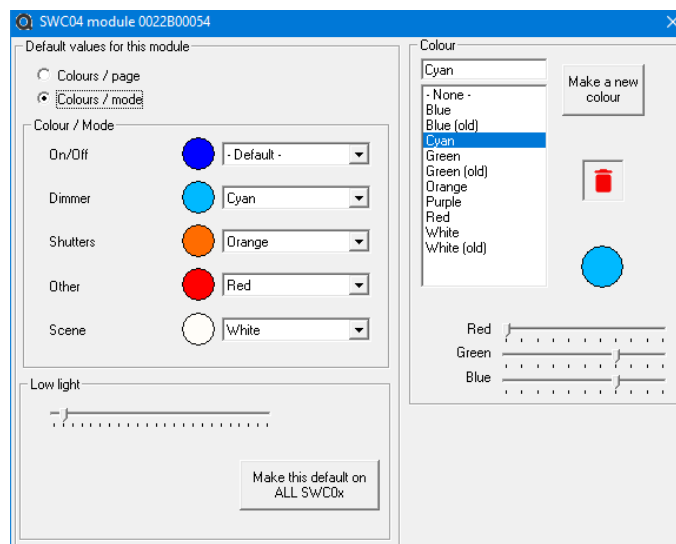 SWC04 module 0022B00054
Default values for this module
Colours / page
Colours / mode
Colour / Mode
On/Off
- Default -
Dimmer
Cyan
Shutters
Orange
Other
Red
Scene
White
Low light
Make this default on
ALL SWC0x
Colour
Cyan
Make a new
colour
- None -
Blue
Blue (old)
Cyan
Green
Green (old)
Orange
Purple
Red
White
White (old)
Red
Green
Blue